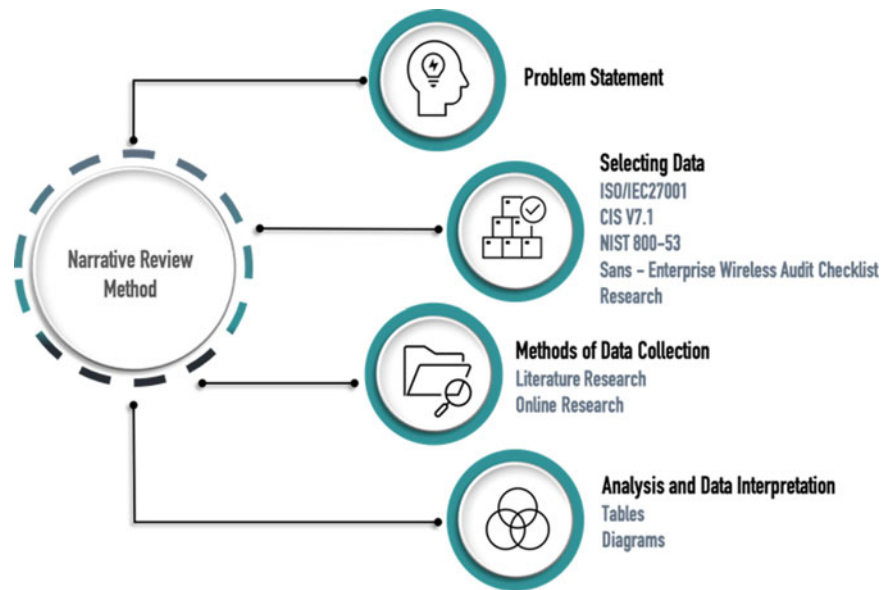 Narrative Review
Method
Problem Statement
Selecting Data
ISO/IEC27001
CIS V7.1
NIST 800-53
Sans - Enterprise Wireless Audit Checklist
Research
Methods of Data Collection
Literature Research
Online Research
Analysis and Data Interpretation
Tables
Diagrams